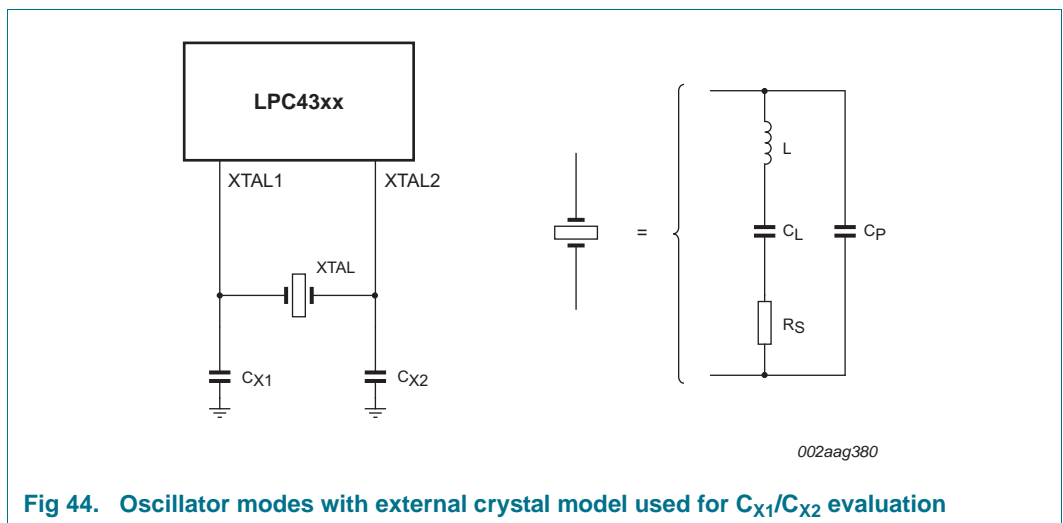 LPC43xx
XTAL1
XTAL2
XTAL
CX1
CX2
=
L
CL
CP
RS
002aag380
Fig 44. Oscillator modes with external crystal model used for CX1/CX2 evaluation